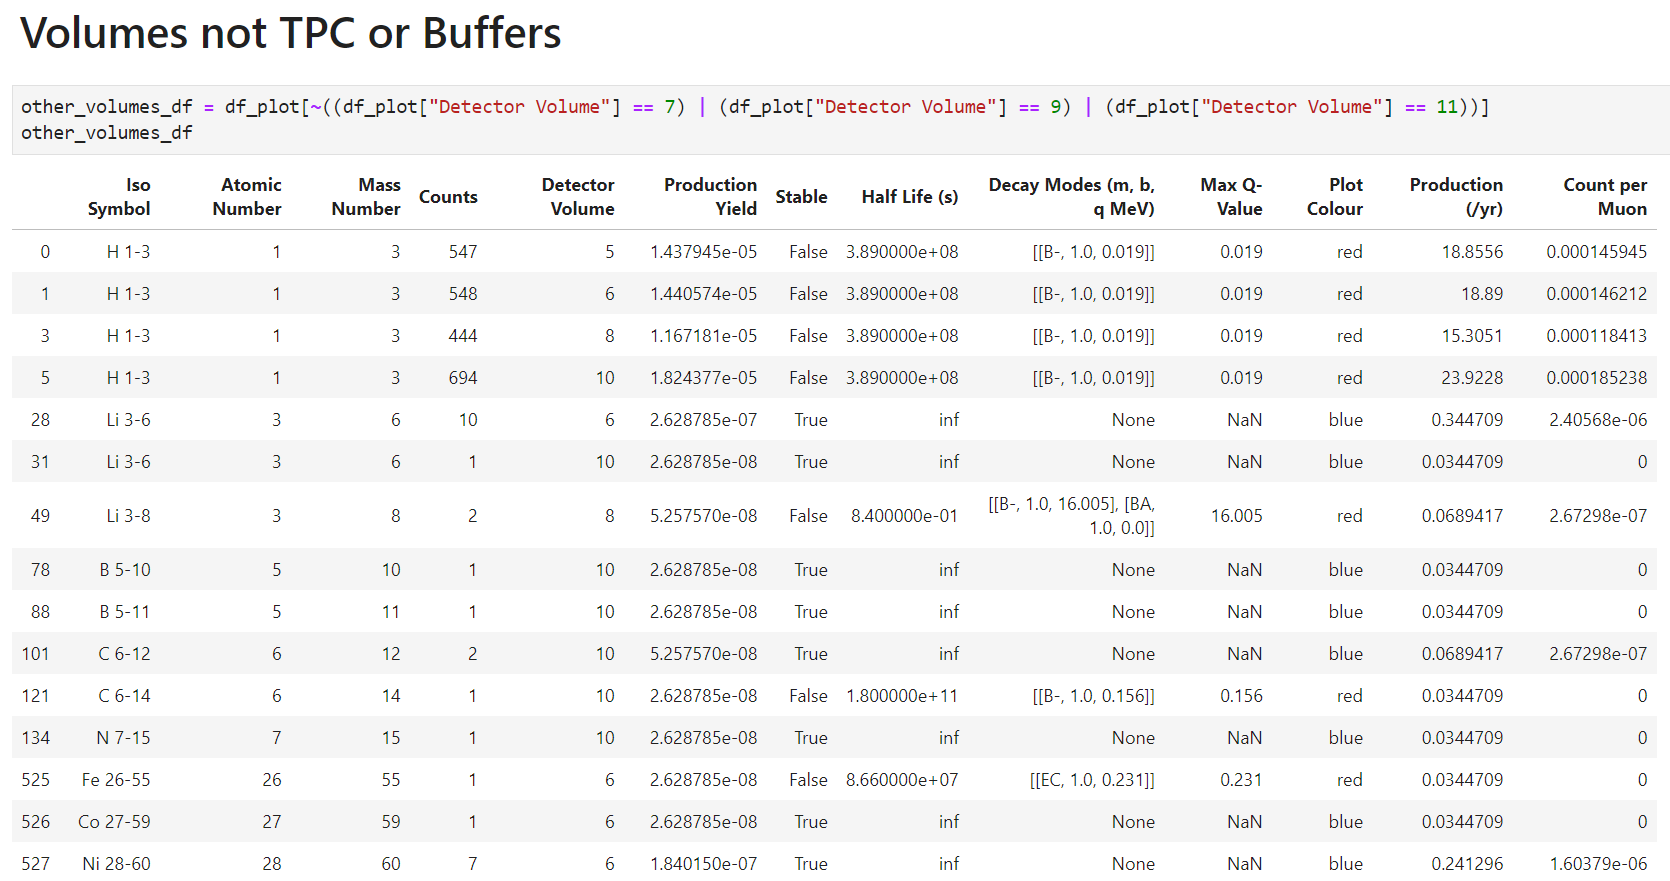 Volumes not TPC or Buffers
other_volumes_df = df_plot[~((df_plot["Detector Volume"] == 7) | (df_plot["Detector Volume"] == 9) | (df_plot["Detector Volume"] == 11))]
other_volumes_df
Iso Symbol Atomic Number Mass Number Counts Detector Volume Production Yield Stable Half Life (s) Decay Modes (m, b, q MeV) Max Q-Value Plot Colour Production (/yr) Count per Muon
0 H 1-3 1 3 547 5 1.437945e-05 False 3.890000e+08 [[B-, 1.0, 0.019]] 0.019 red 18.8556 0.000145945
1 H 1-3 1 3 548 6 1.440574e-05 False 3.890000e+08 [[B-, 1.0, 0.019]] 0.019 red 18.89 0.000146212
3 H 1-3 1 3 444 8 1.167181e-05 False 3.890000e+08 [[B-, 1.0, 0.019]] 0.019 red 15.3051 0.000118413
5 H 1-3 1 3 694 10 1.824377e-05 False 3.890000e+08 [[B-, 1.0, 0.019]] 0.019 red 23.9228 0.000185238
28 Li 3-6 3 6 10 6 2.628785e-07 True inf None NaN blue 0.344709 2.40568e-06
31 Li 3-6 3 6 1 10 2.628785e-08 True inf None NaN blue 0.0344709 0
49 Li 3-8 3 8 2 8 5.257570e-08 False 8.400000e-01 [[B-, 1.0, 16.005], [BA, 1.0, 0.0]] 16.005 red 0.0689417 2.67298e-07
78 B 5-10 5 10 1 10 2.628785e-08 True inf None NaN blue 0.0344709 0
88 B 5-11 5 11 1 10 2.628785e-08 True inf None NaN blue 0.0344709 0
101 C 6-12 6 12 2 10 5.257570e-08 True inf None NaN blue 0.0689417 2.67298e-07
121 C 6-14 6 14 1 10 2.628785e-08 False 1.800000e+11 [[B-, 1.0, 0.156]] 0.156 red 0.0344709 0
134 N 7-15 7 15 1 10 2.628785e-08 True inf None NaN blue 0.0344709 0
525 Fe 26-55 26 55 1 6 2.628785e-08 False 8.660000e+07 [[EC, 1.0, 0.231]] 0.231 red 0.0344709 0
526 Co 27-59 27 59 1 6 2.628785e-08 True inf None NaN blue 0.0344709 0
527 Ni 28-60 28 60 7 6 1.840150e-07 True inf None NaN blue 0.241296 1.60379e-06